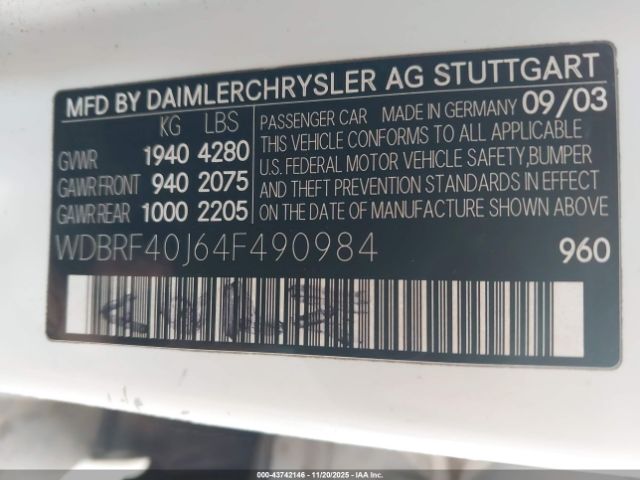 MFD BY DAIMLERCHRYSLER AG STUTTGART
KG LBS
GVWR 1940 4280
GAWR FRONT 940 2075
GAWR REAR 1000 2205
PASSENGER CAR MADE IN GERMANY 09/03
THIS VEHICLE CONFORMS TO ALL APPLICABLE
U.S. FEDERAL MOTOR VEHICLE SAFETY,BUMPER
AND THEFT PREVENTION STANDARDS IN EFFECT
ON THE DATE OF MANUFACTURE SHOWN ABOVE
WDBRF40J64F490984 960
000-43742146 - 11/20/2025 - IAA Inc.